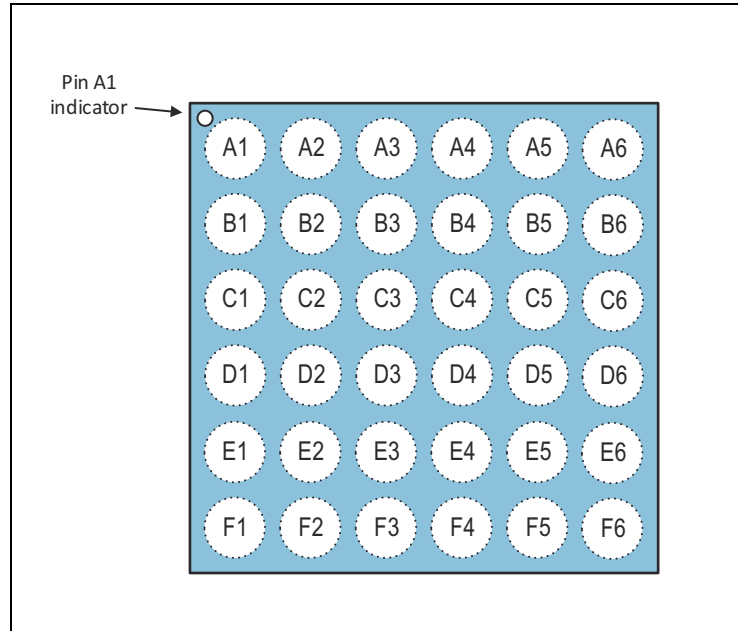 Pin A1
indicator
A1 A2 A3 A4 A5 A6
B1 B2 B3 B4 B5 B6
C1 C2 C3 C4 C5 C6
D1 D2 D3 D4 D5 D6
E1 E2 E3 E4 E5 E6
F1 F2 F3 F4 F5 F6